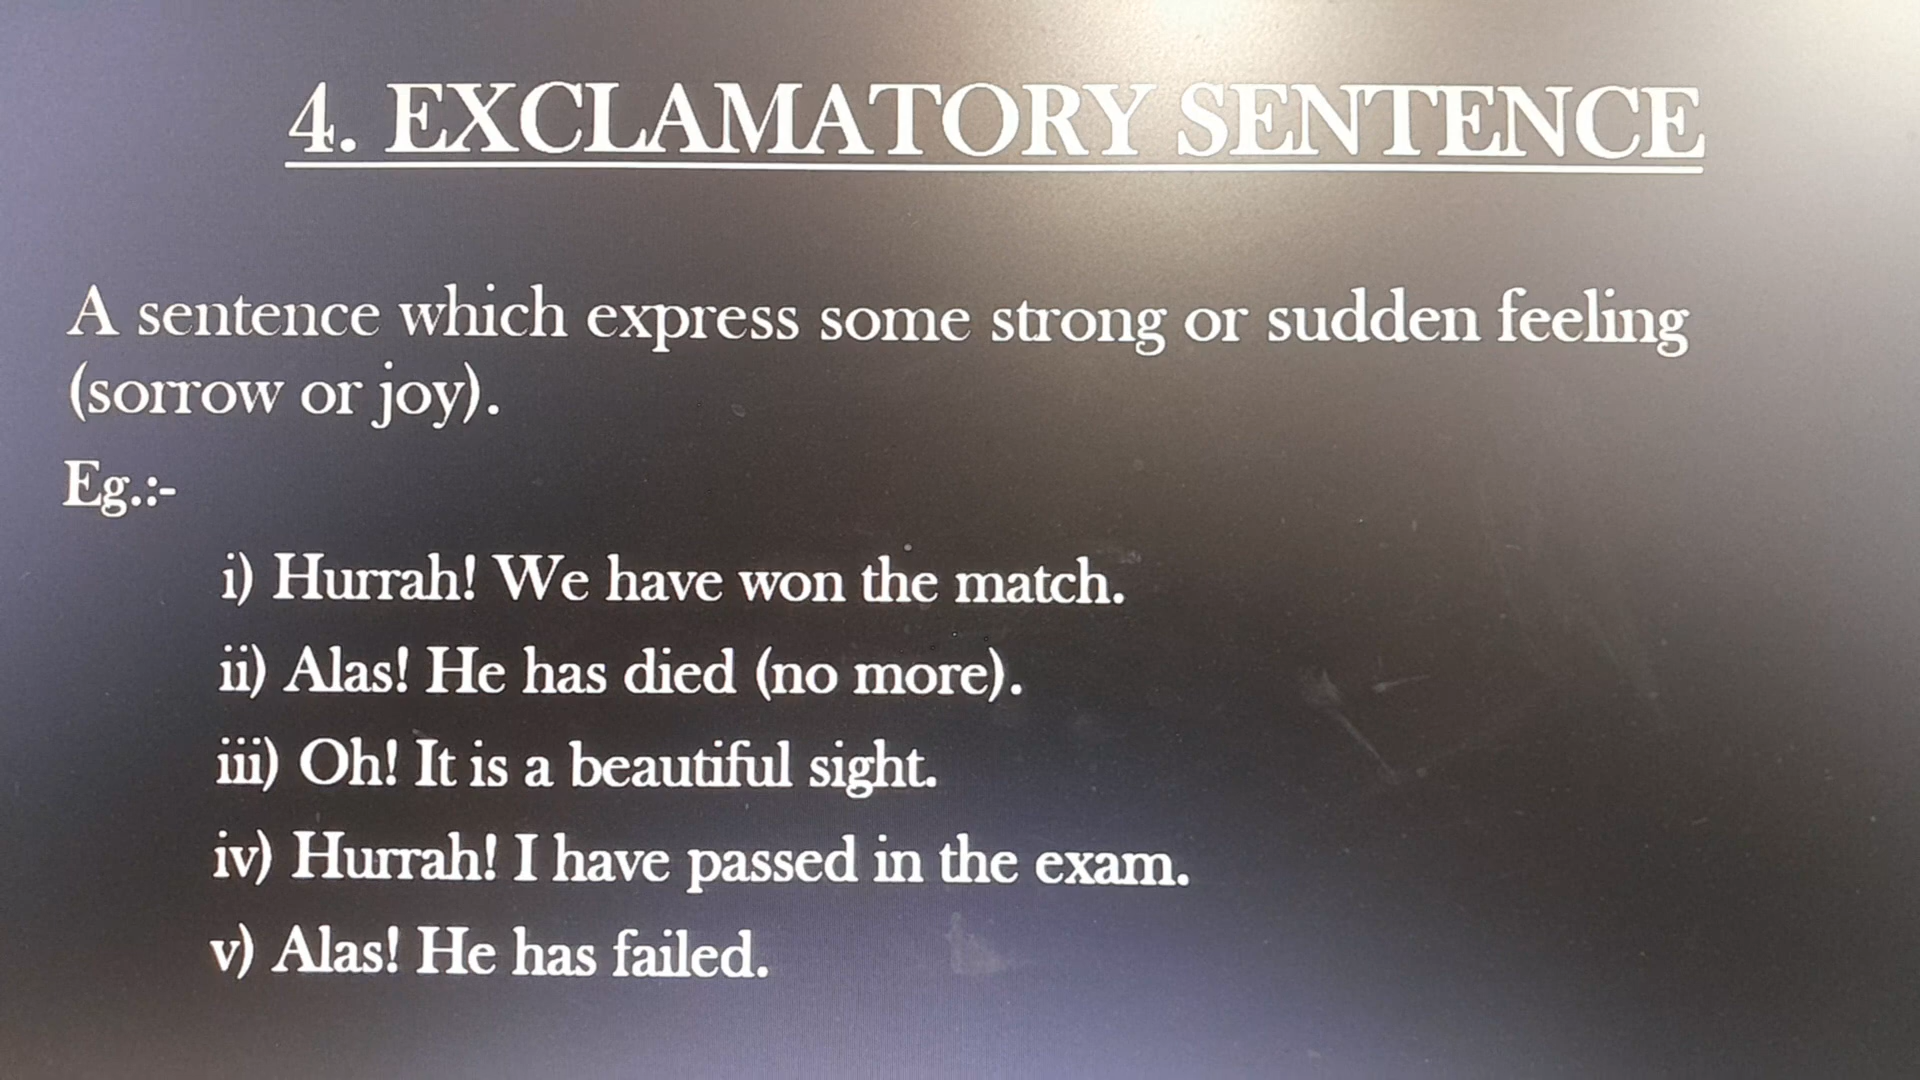 4. EXCLAMATORY SENTENCE
A sentence which express some strong or sudden feeling
(sorrow or joy).
Eg.:-
i) Hurrah! We have won the match.
ii) Alas! He has died (no more).
iii) Oh! It is a beautiful sight.
iv) Hurrah! I have passed in the exam.
v) Alas! He has failed.